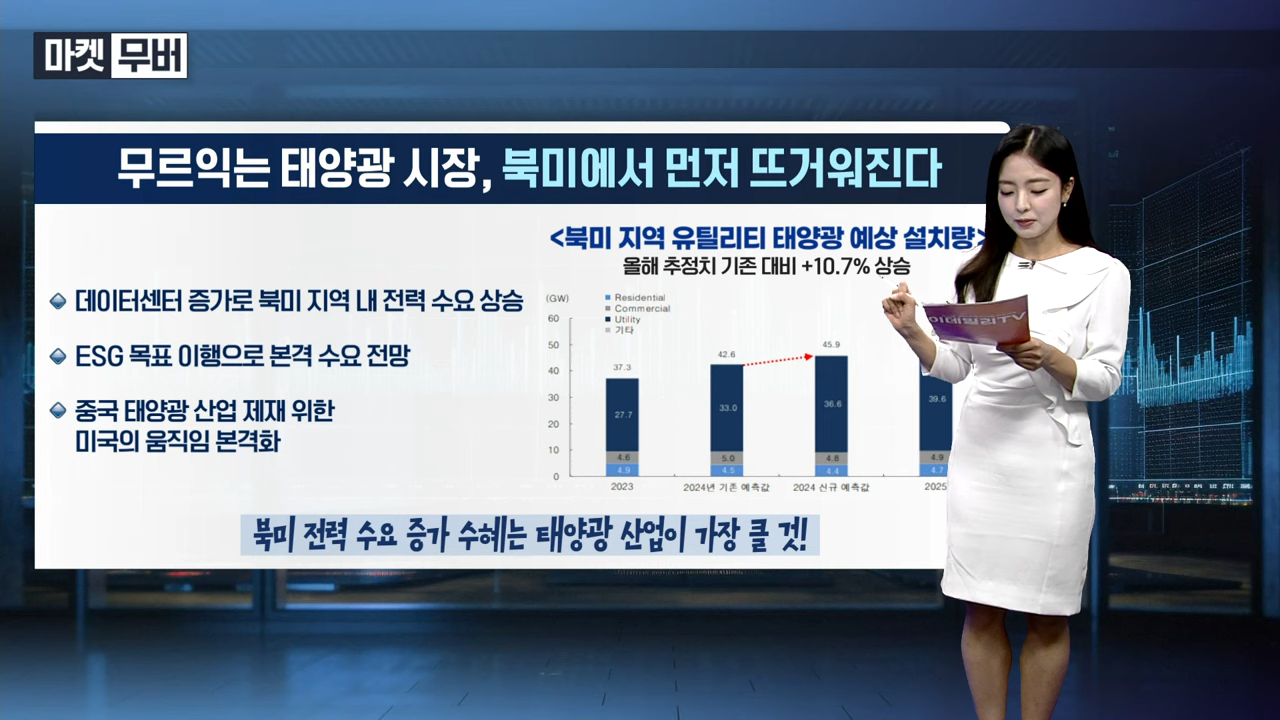 마켓 무버
무르익는 태양광 시장, 북미에서 먼저 뜨거워진다
<북미 지역 유틸리티 태양광 예상 설치량>
올해 추정치 기존 대비 +10.7% 상승
데이터센터 증가로 북미 지역 내 전력 수요 상승
ESG 목표 이행으로 본격 수요 전망
중국 태양광 산업 제재 위한
미국의 움직임 본격화
(GW)
Residential
Commercial
Utility
기타
60
50
40
30
20
10
0
37.3
27.7
4.6
4.9
42.6
33.0
5.0
4.5
45.9
36.6
4.8
4.4
39.6
4.9
4.7
2023
2024년 기존 예측값
2024 신규 예측값
2025
이데일리TV
북미 전력 수요 증가 수혜는 태양광 산업이 가장 클 것!